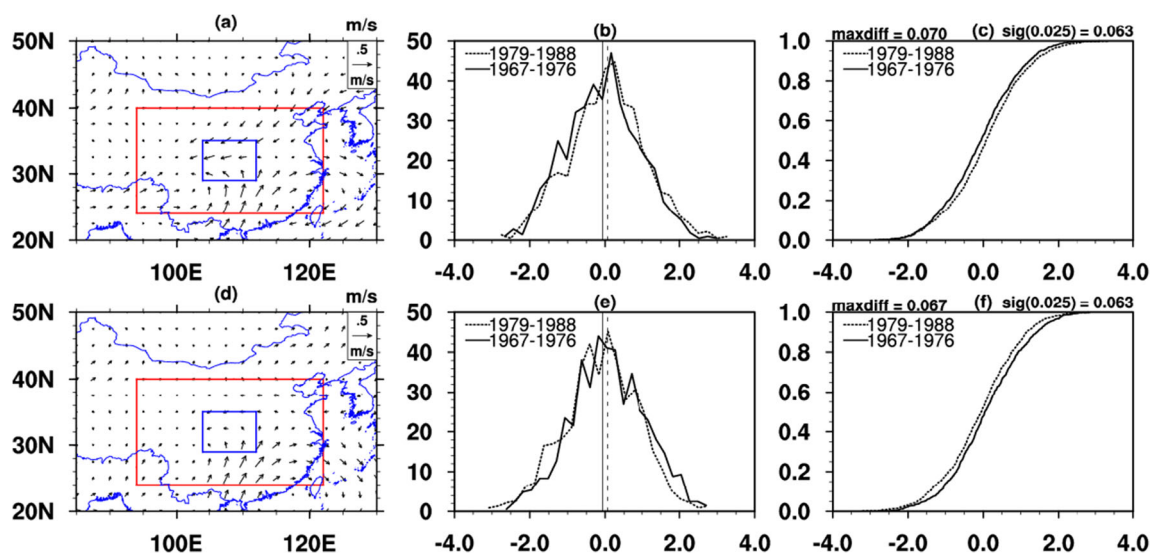 (a)
m/s
50N
.5
m/s
40N
30N
20N
100E
120E
(b)
50
1979-1988
1967-1976
40
30
20
10
0
-4.0
-2.0
0.0
2.0
4.0
maxdiff = 0.070
(c)
sig(0.025) = 0.063
1.0
1979-1988
1967-1976
0.8
0.6
0.4
0.2
0.0
-4.0
-2.0
0.0
2.0
4.0
(d)
m/s
50N
.5
m/s
40N
30N
20N
100E
120E
(e)
50
1979-1988
1967-1976
40
30
20
10
0
-4.0
-2.0
0.0
2.0
4.0
maxdiff = 0.067
(f)
sig(0.025) = 0.063
1.0
1979-1988
1967-1976
0.8
0.6
0.4
0.2
0.0
-4.0
-2.0
0.0
2.0
4.0